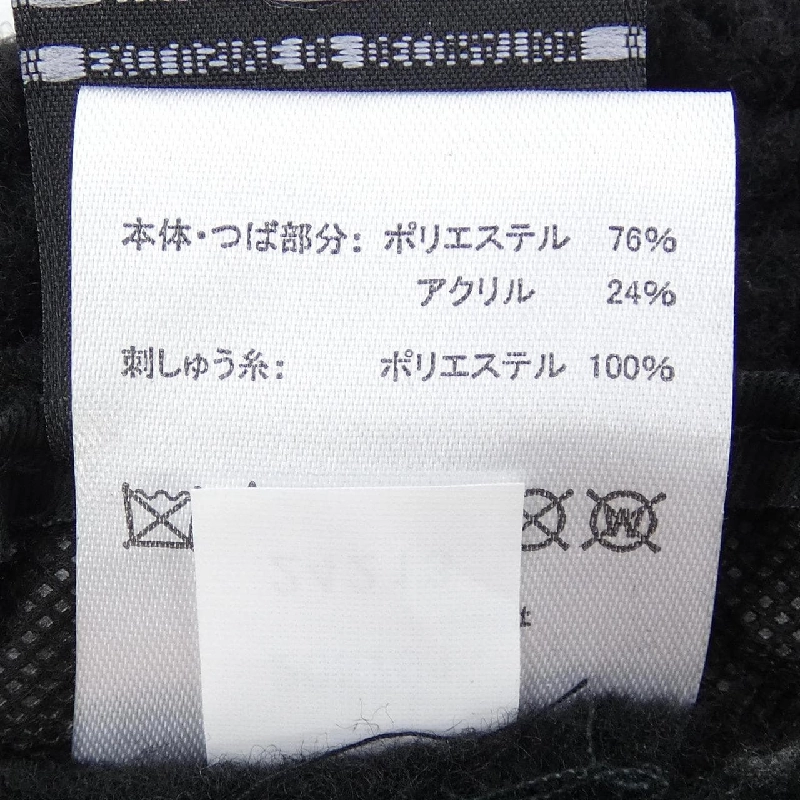 本体・つば部分: ポリエステル 76%
アクリル 24%
刺しゅう糸: ポリエステル 100%
W
社